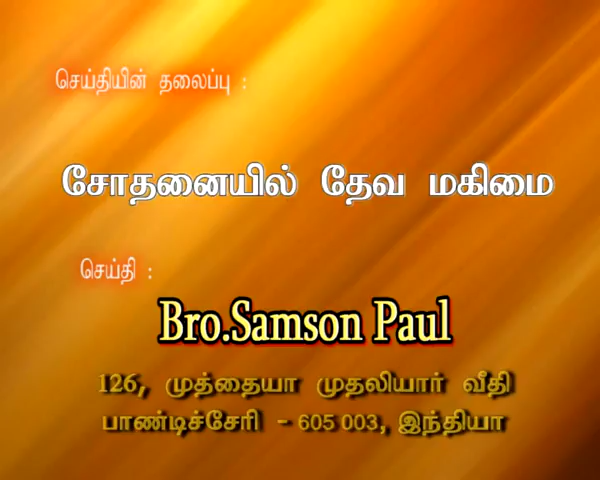 செய்தியின் தலைப்பு :
சோதனையில் தேவ மகிமை
செய்தி :
Bro.Samson Paul
126, முத்தையா முதலியார் வீதி
பாண்டிச்சேரி - 605 003, இந்தியா